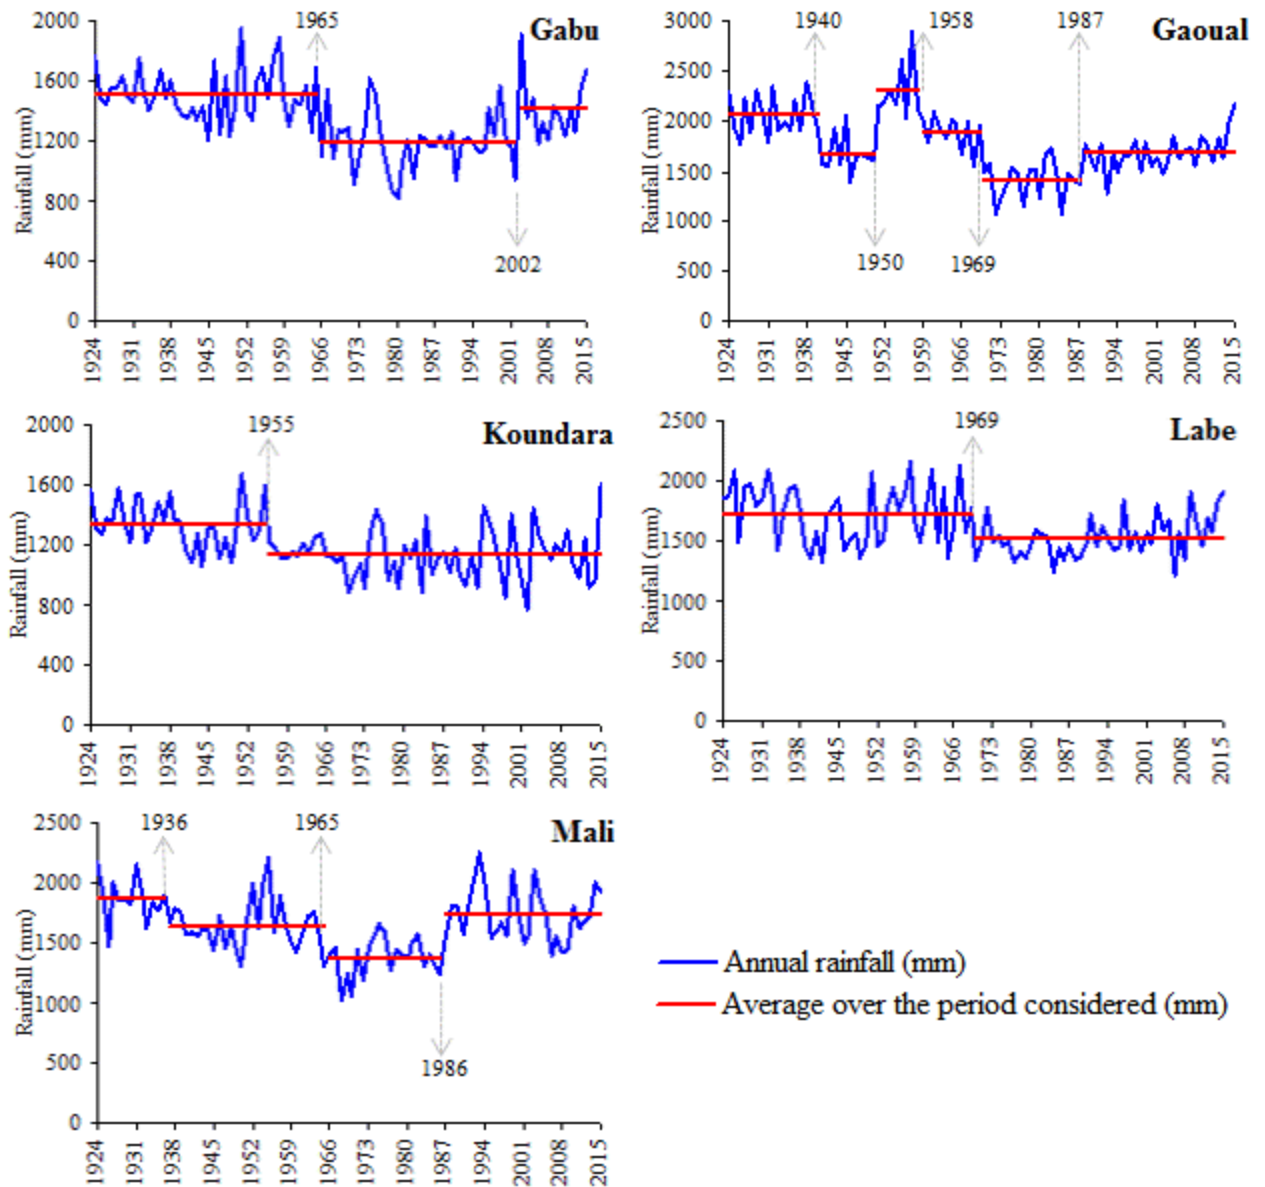 2000
1600
1200
800
400
0
Rainfall (mm)
1965
Gabu
2002
1924 1931 1938 1945 1952 1959 1966 1973 1980 1987 1994 2001 2008 2015
3000
2500
2000
1500
1000
500
0
Rainfall (mm)
1940 1958 1987
Gaoual
1950 1969
1924 1931 1938 1945 1952 1959 1966 1973 1980 1987 1994 2001 2008 2015
2000
1600
1200
800
400
0
Rainfall (mm)
1955
Koundara
1924 1931 1938 1945 1952 1959 1966 1973 1980 1987 1994 2001 2008 2015
2500
2000
1500
1000
500
0
Rainfall (mm)
1969
Labe
1924 1931 1938 1945 1952 1959 1966 1973 1980 1987 1994 2001 2008 2015
2500
2000
1500
1000
500
0
Rainfall (mm)
1936 1965
Mali
1986
1924 1931 1938 1945 1952 1959 1966 1973 1980 1987 1994 2001 2008 2015
Annual rainfall (mm)
Average over the period considered (mm)